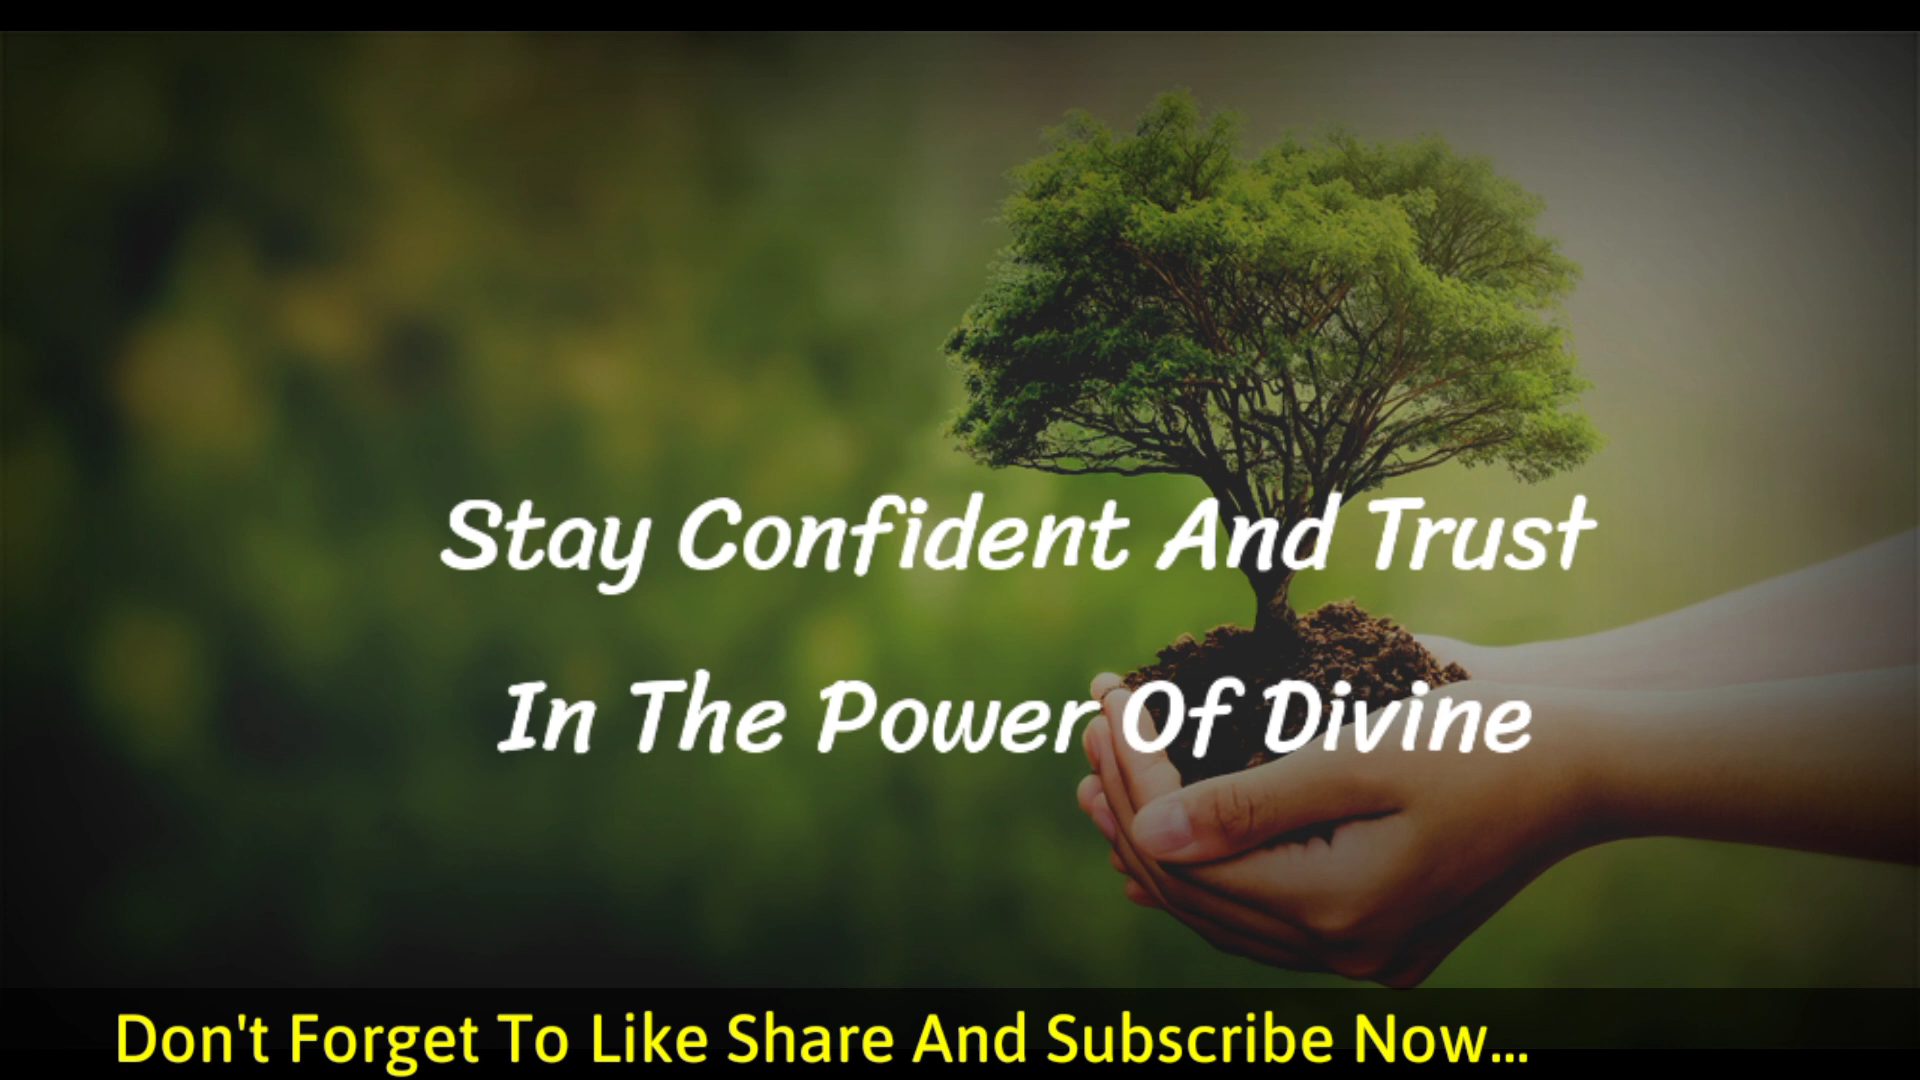 Stay Confident And Trust
In The Power Of Divine
Don't Forget To Like Share And Subscribe Now...